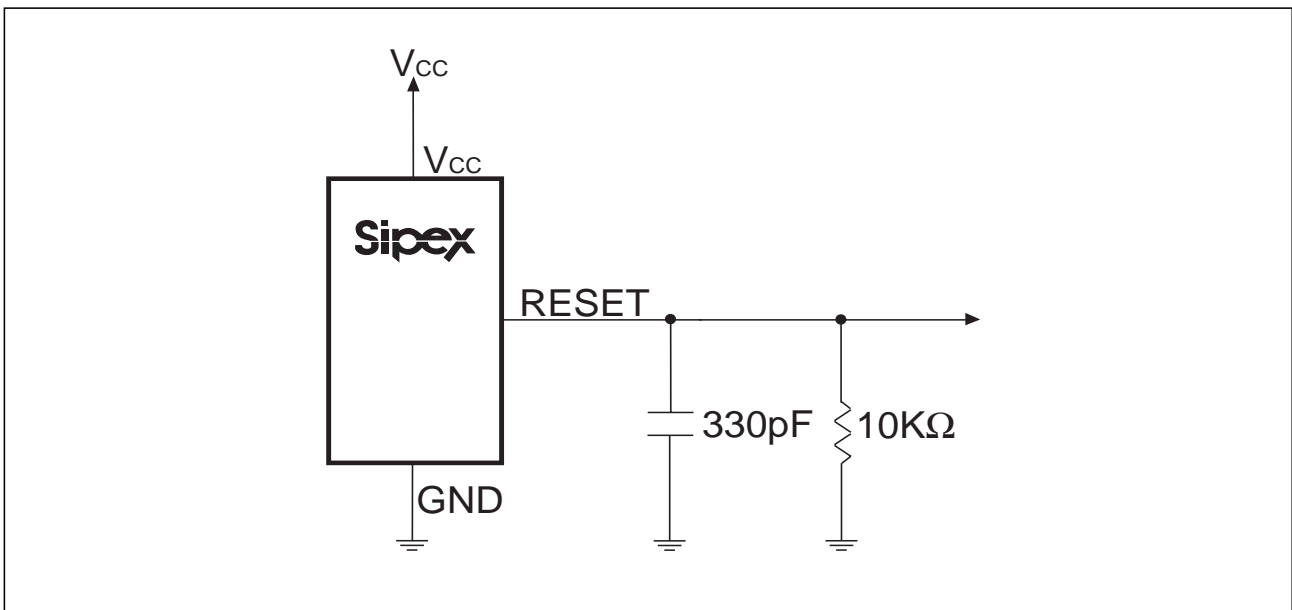 Vcc
Vcc
Sipex
RESET
330pF
10KΩ
GND